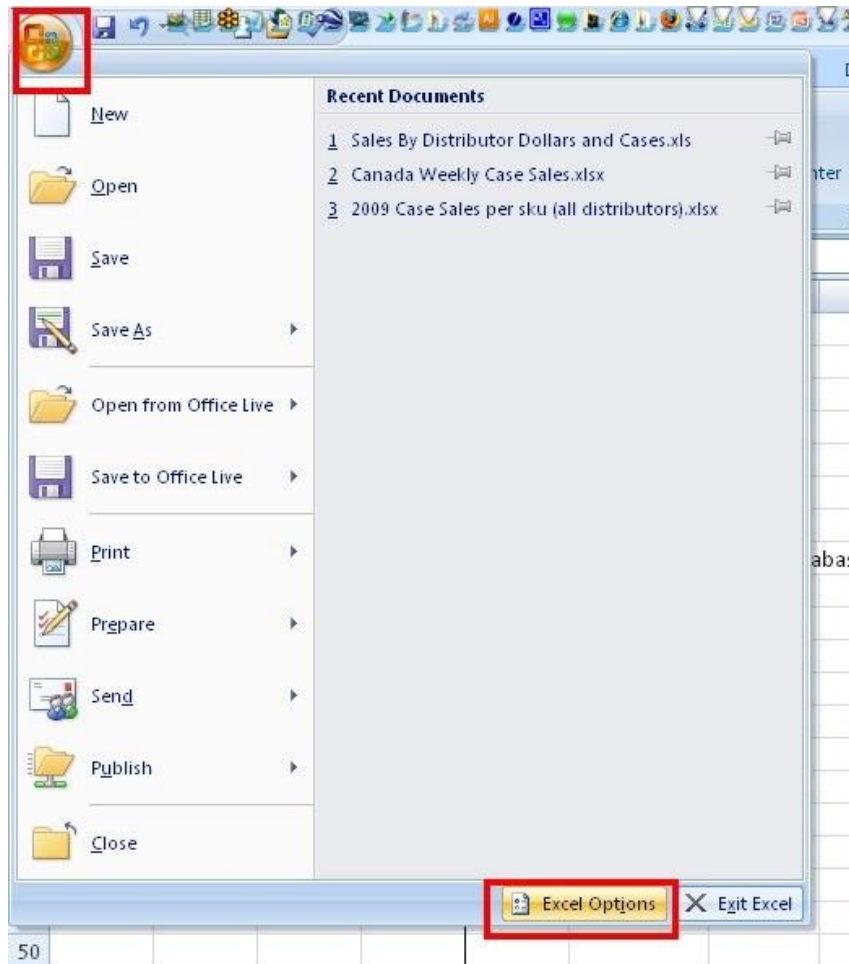 Recent Documents
New
1 Sales By Distributor Dollars and Cases.xls
2 Canada Weekly Case Sales.xlsx
3 2009 Case Sales per sku (all distributors).xlsx
Open
Save
Save As
Open from Office Live
Save to Office Live
Print
Prepare
Send
Publish
Close
Excel Options
Exit Excel
50